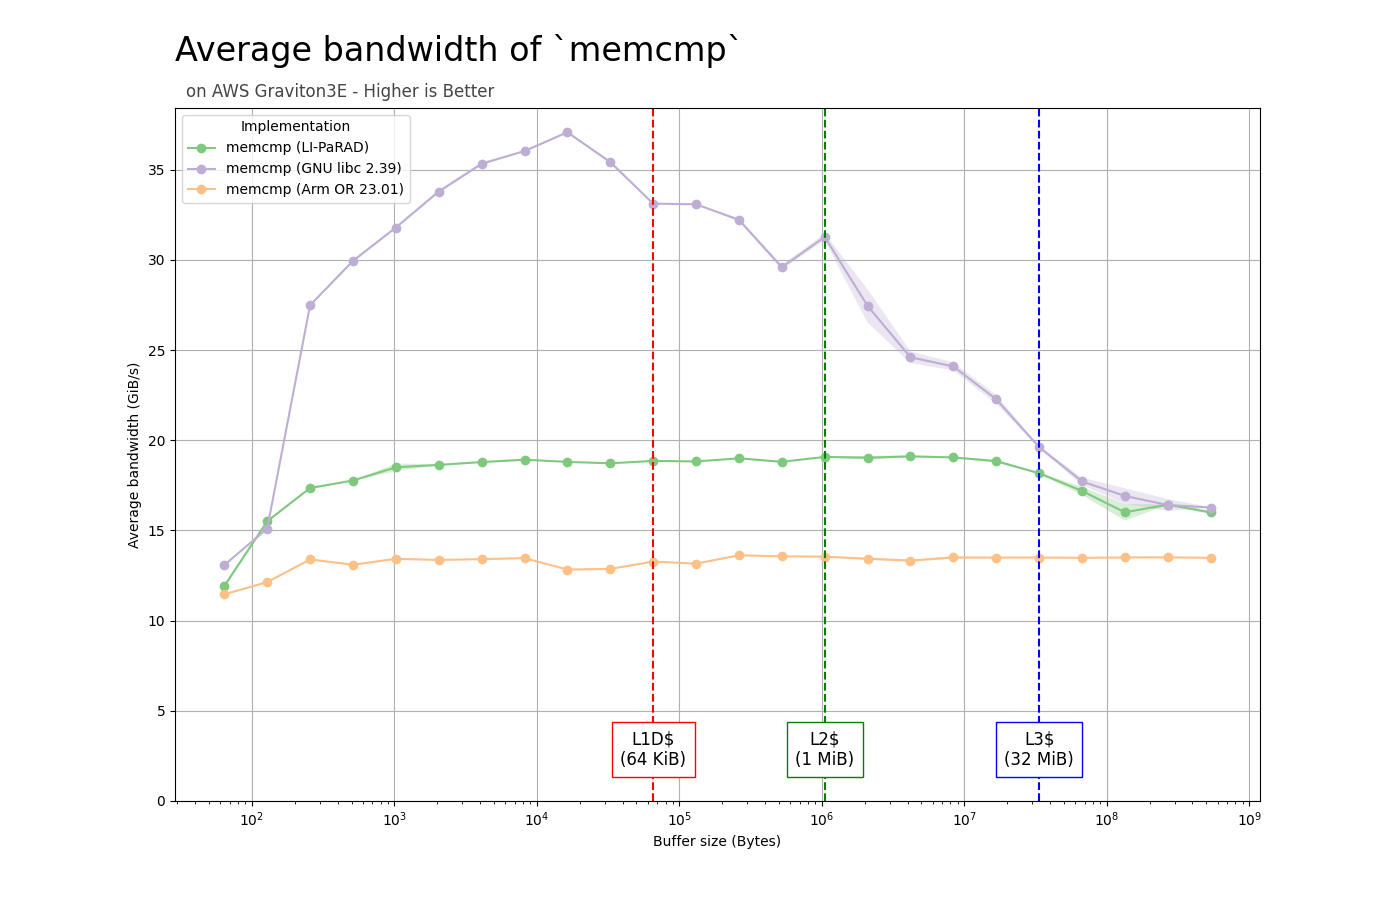 Average bandwidth of `memcmp`
on AWS Graviton3E - Higher is Better
Implementation
memcmp (LI-PaRAD)
memcmp (GNU libc 2.39)
memcmp (Arm OR 23.01)
Average bandwidth (GiB/s)
35
30
25
20
15
10
5
0
L1D$
(64 KiB)
L2$
(1 MiB)
L3$
(32 MiB)
10² 10³ 10⁴ 10⁵ 10⁶ 10⁷ 10⁸ 10⁹
Buffer size (Bytes)